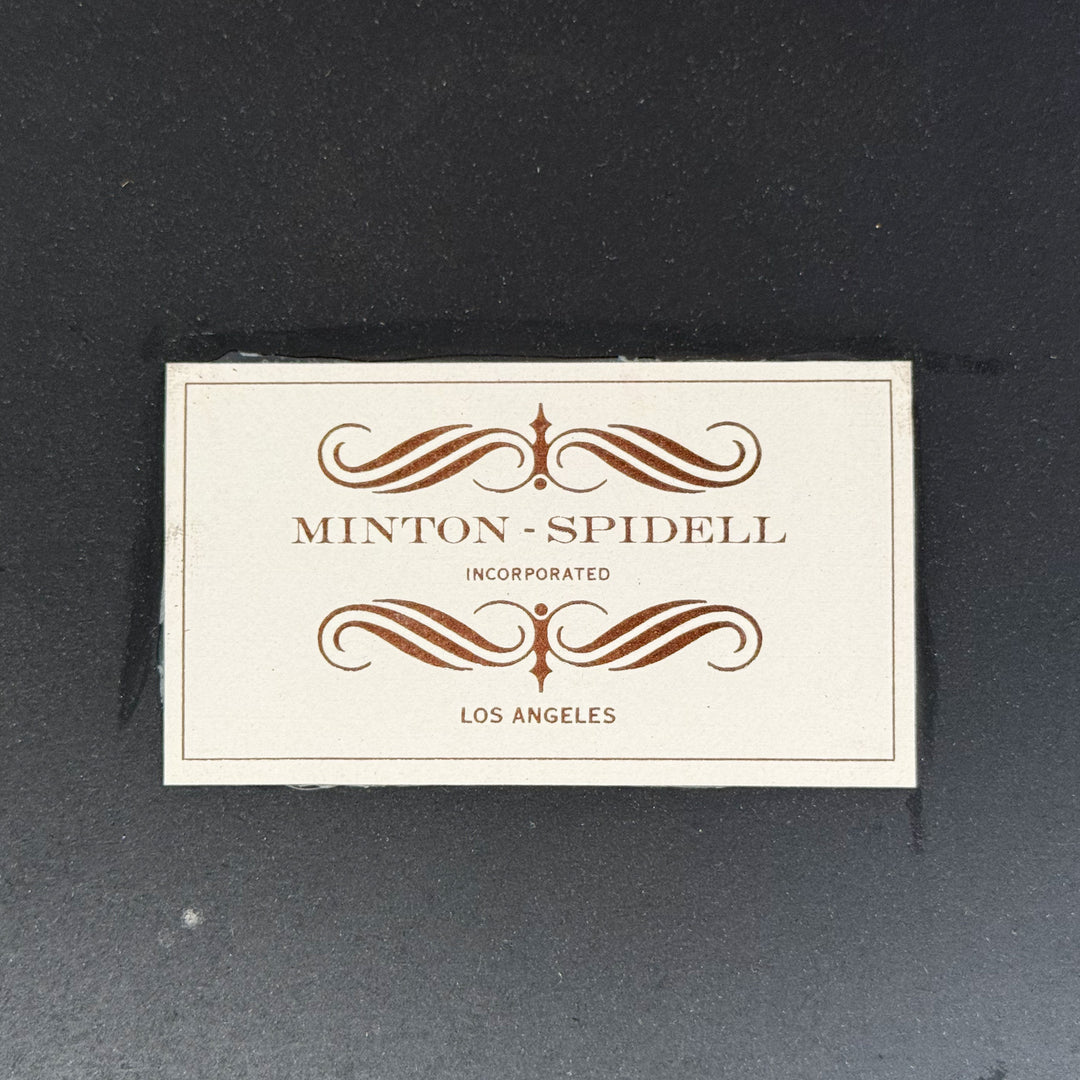 MINTON - SPIDELL
INCORPORATED
LOS ANGELES